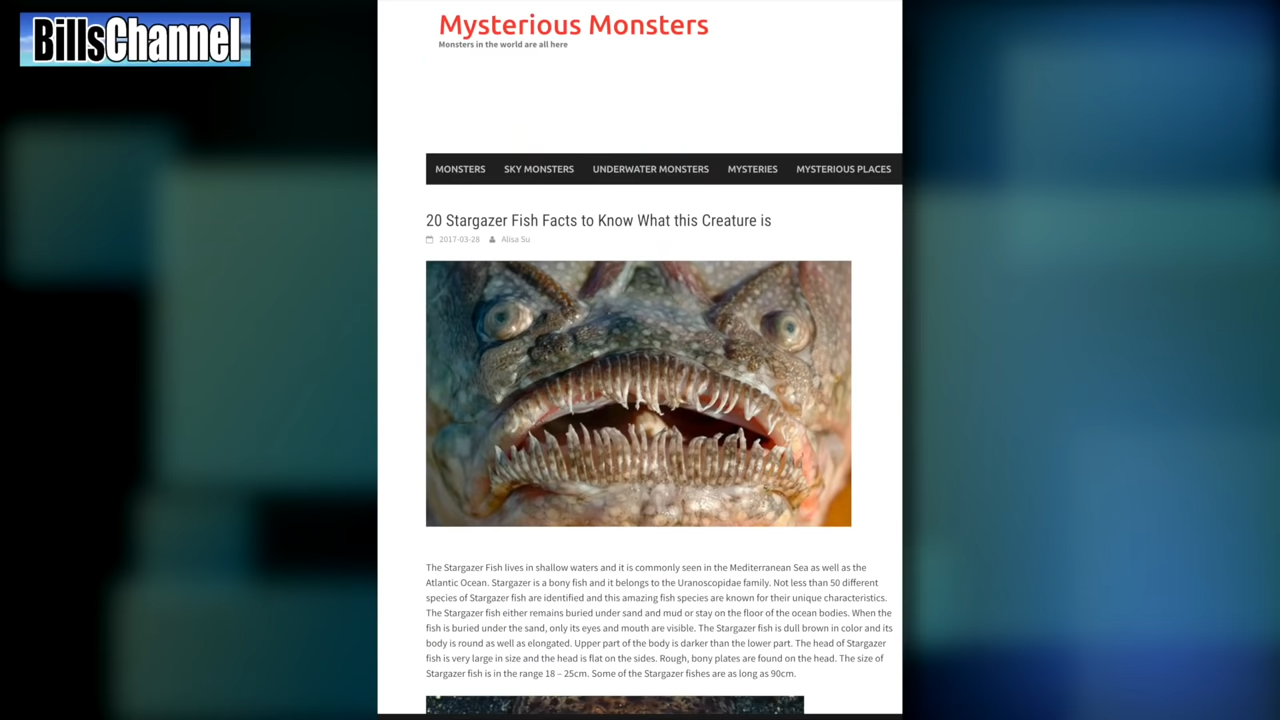 BillsChannel
Mysterious Monsters
Monsters in the world are all here
MONSTERS SKY MONSTERS UNDERWATER MONSTERS MYSTERIES MYSTERIOUS PLACES
20 Stargazer Fish Facts to Know What this Creature is
2017-03-28 Alisa Su
The Stargazer Fish lives in shallow waters and it is commonly seen in the Mediterranean Sea as well as the
Atlantic Ocean. Stargazer is a bony fish and it belongs to the Uranoscopidae family. Not less than 50 different
species of Stargazer fish are identified and this amazing fish species are known for their unique characteristics.
The Stargazer fish either remains buried under sand and mud or stay on the floor of the ocean bodies. When the
fish is buried under the sand, only its eyes and mouth are visible. The Stargazer fish is dull brown in color and its
body is round as well as elongated. Upper part of the body is darker than the lower part. The head of Stargazer
fish is very large in size and the head is flat on the sides. Rough, bony plates are found on the head. The size of
Stargazer fish is in the range 18 – 25cm. Some of the Stargazer fishes are as long as 90cm.